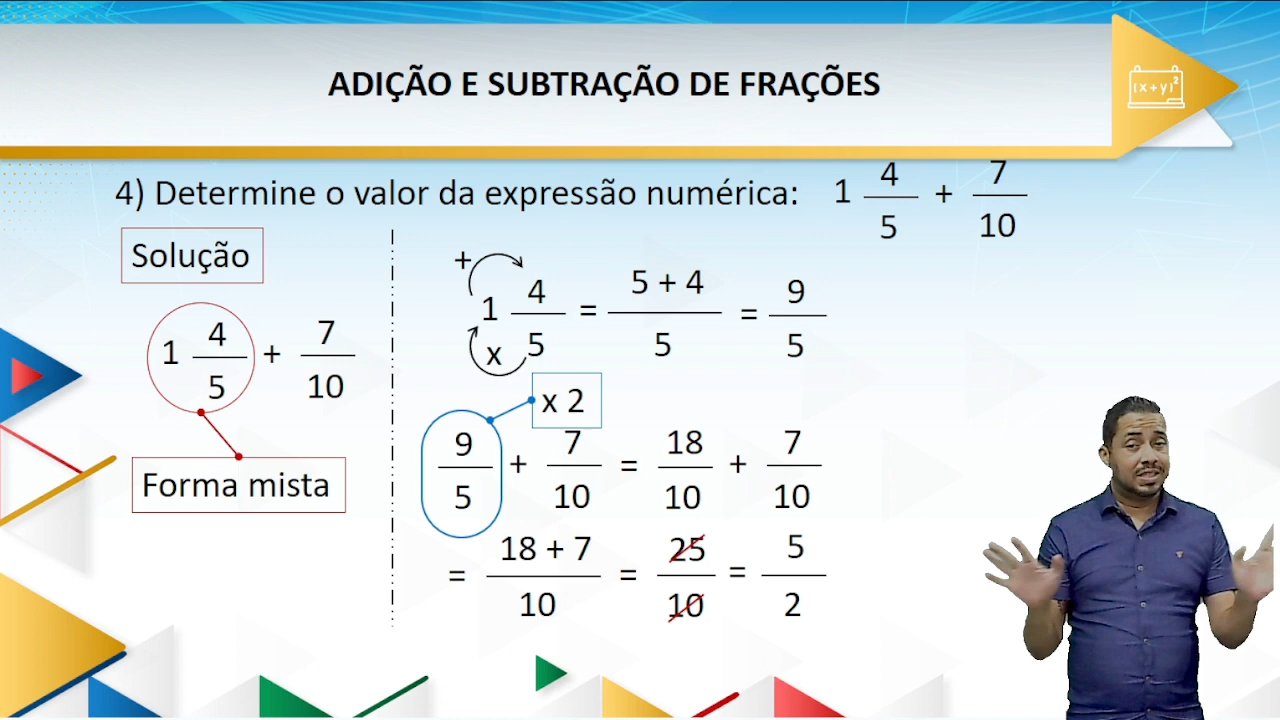 ADIÇÃO E SUBTRAÇÃO DE FRAÇÕES
(x+y)²
4) Determine o valor da expressão numérica: 1 4/5 + 7/10
Solução
1 4/5 + 7/10
Forma mista
+
1 4/5 = 5 + 4/5 = 9/5
x
x 2
9/5 + 7/10 = 18/10 + 7/10
= 18 + 7/10 = 25/10 = 5/2